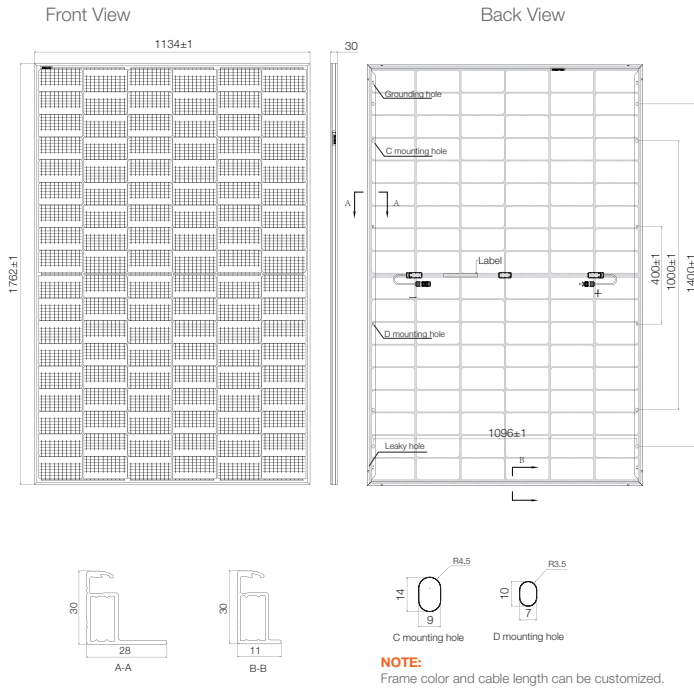 Front View
Back View
1134±1
30
1762±1
Grounding hole
C mounting hole
A
A
Label
400±1
1000±1
1400±1
−
+
D mounting hole
1096±1
Leaky hole
B
30
28
A-A
30
11
B-B
R4.5
14
9
C mounting hole
R3.5
10
7
D mounting hole
NOTE:
Frame color and cable length can be customized.